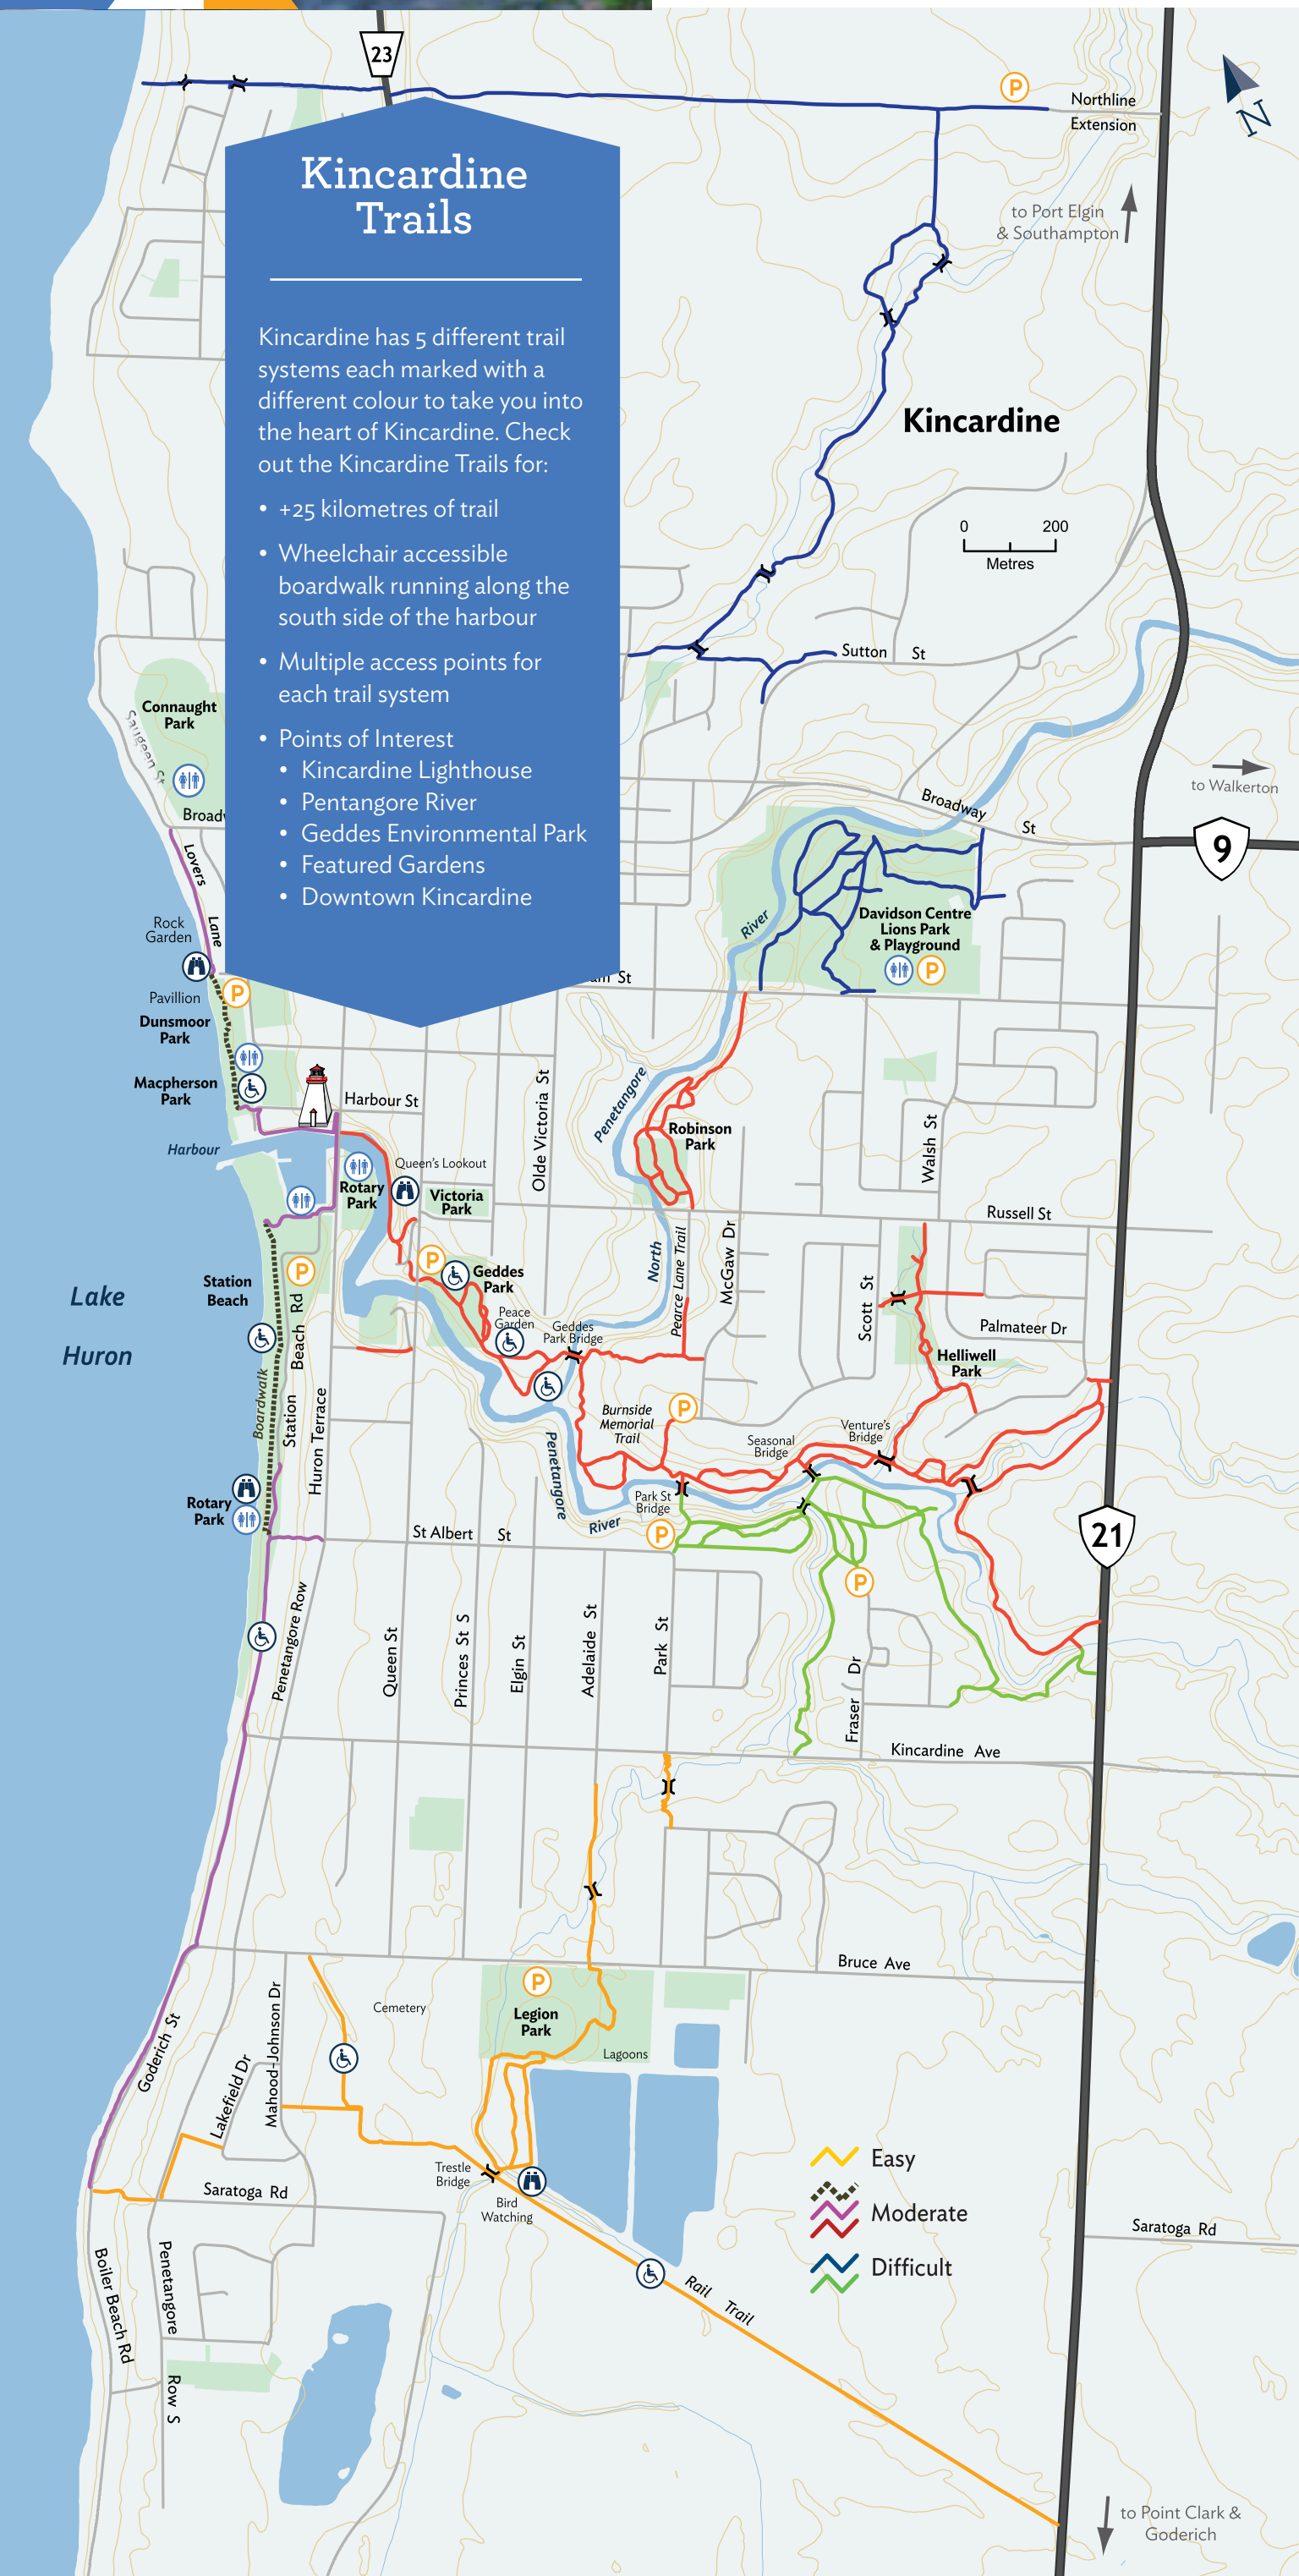 23
Northline
Extension
N
to Port Elgin
& Southampton
Kincardine
Trails
Kincardine has 5 different trail
systems each marked with a
different colour to take you into
the heart of Kincardine. Check
out the Kincardine Trails for:
• +25 kilometres of trail
• Wheelchair accessible
boardwalk running along the
south side of the harbour
• Multiple access points for
each trail system
• Points of Interest
• Kincardine Lighthouse
• Pentangore River
• Geddes Environmental Park
• Featured Gardens
• Downtown Kincardine
Kincardine
0 200
Metres
Sutton St
Connaught
Park
Saugeen St
Broadw
Lovers
Lane
to Walkerton
9
Broadway St
Rock
Garden
Pavillion
Dunsmoor
Park
Macpherson
Park
River
Davidson Centre
Lions Park
& Playground
P
P
P
am St
Harbour St
Harbour
Olde Victoria St
Penetangore
Robinson
Park
Walsh St
Queen's Lookout
Rotary
Park
Victoria
Park
Russell St
Lake
Huron
Station
Beach
P
P
Geddes
Park
North
Pearce Lane Trail
McGaw Dr
Scott St
Palmateer Dr
Peace
Garden
Geddes
Park Bridge
Helliwell
Park
Boardwalk
Station Beach Rd
Huron Terrace
Burnside
Memorial
Trail
P
Seasonal
Bridge
Venture's
Bridge
Penetangore
River
Park St
Bridge
P
Rotary
Park
St Albert St
21
P
Penetangore Row
Queen St
Princes St S
Elgin St
Adelaide St
Park St
Fraser Dr
Kincardine Ave
Bruce Ave
Goderich St
Lakefield Dr
Mahood-Johnson Dr
Cemetery
P
Legion
Park
Lagoons
Trestle
Bridge
Bird
Watching
Saratoga Rd
Easy
Moderate
Difficult
Saratoga Rd
Boiler Beach Rd
Penetangore
Row S
Rail Trail
to Point Clark &
Goderich